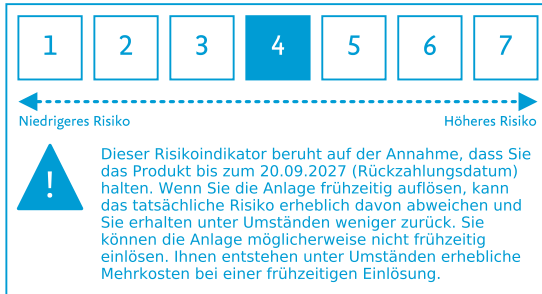 1 2 3 4 5 6 7
Niedrigeres Risiko Höheres Risiko
!
Dieser Risikoindikator beruht auf der Annahme, dass Sie
das Produkt bis zum 20.09.2027 (Rückzahlungsdatum)
halten. Wenn Sie die Anlage frühzeitig auflösen, kann
das tatsächliche Risiko erheblich davon abweichen und
Sie erhalten unter Umständen weniger zurück. Sie
können die Anlage möglicherweise nicht frühzeitig
einlösen. Ihnen entstehen unter Umständen erhebliche
Mehrkosten bei einer frühzeitigen Einlösung.